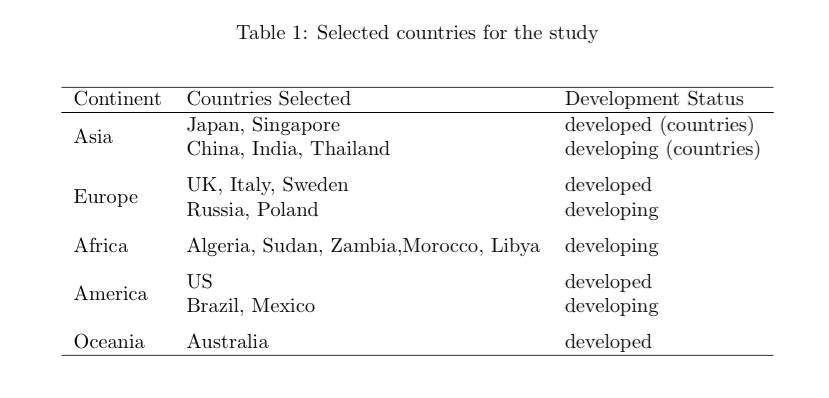 Table 1: Selected countries for the study
Continent Countries Selected Development Status
Asia
Japan, Singapore developed (countries)
China, India, Thailand developing (countries)
Europe
UK, Italy, Sweden developed
Russia, Poland developing
Africa Algeria, Sudan, Zambia,Morocco, Libya developing
America
US developed
Brazil, Mexico developing
Oceania Australia developed